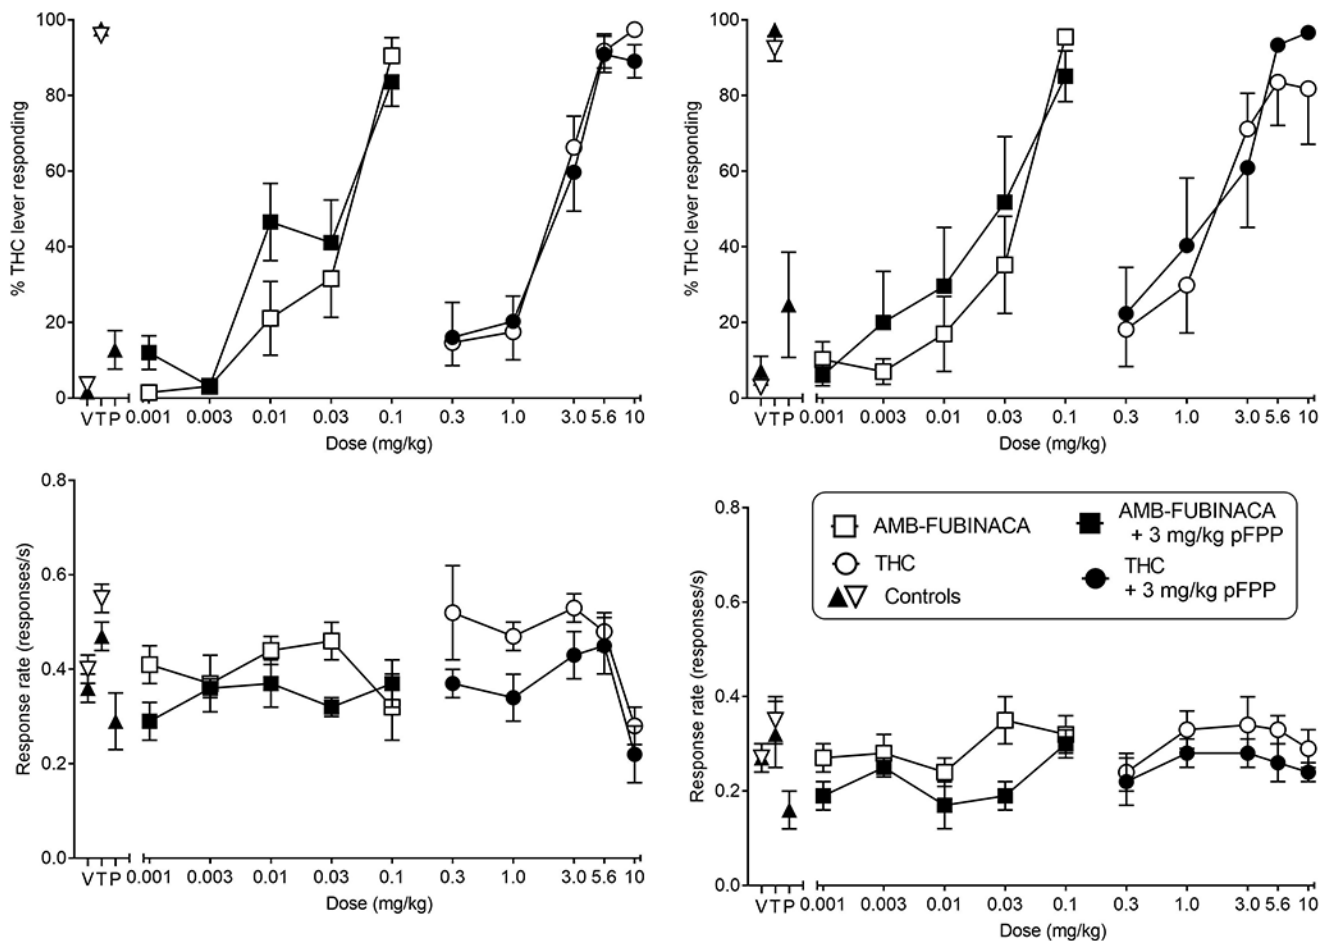 % THC lever responding
100
80
60
40
20
0
V T P 0.001 0.003 0.01 0.03 0.1 0.3 1.0 3.0 5.6 10
Dose (mg/kg)
% THC lever responding
100
80
60
40
20
0
V T P 0.001 0.003 0.01 0.03 0.1 0.3 1.0 3.0 5.6 10
Dose (mg/kg)
Response rate (responses/s)
0.8
0.6
0.4
0.2
0.0
V T P 0.001 0.003 0.01 0.03 0.1 0.3 1.0 3.0 5.6 10
Dose (mg/kg)
Response rate (responses/s)
0.8
0.6
0.4
0.2
0.0
V T P 0.001 0.003 0.01 0.03 0.1 0.3 1.0 3.0 5.6 10
Dose (mg/kg)
AMB-FUBINACA
THC
Controls
AMB-FUBINACA
+ 3 mg/kg pFPP
THC
+ 3 mg/kg pFPP